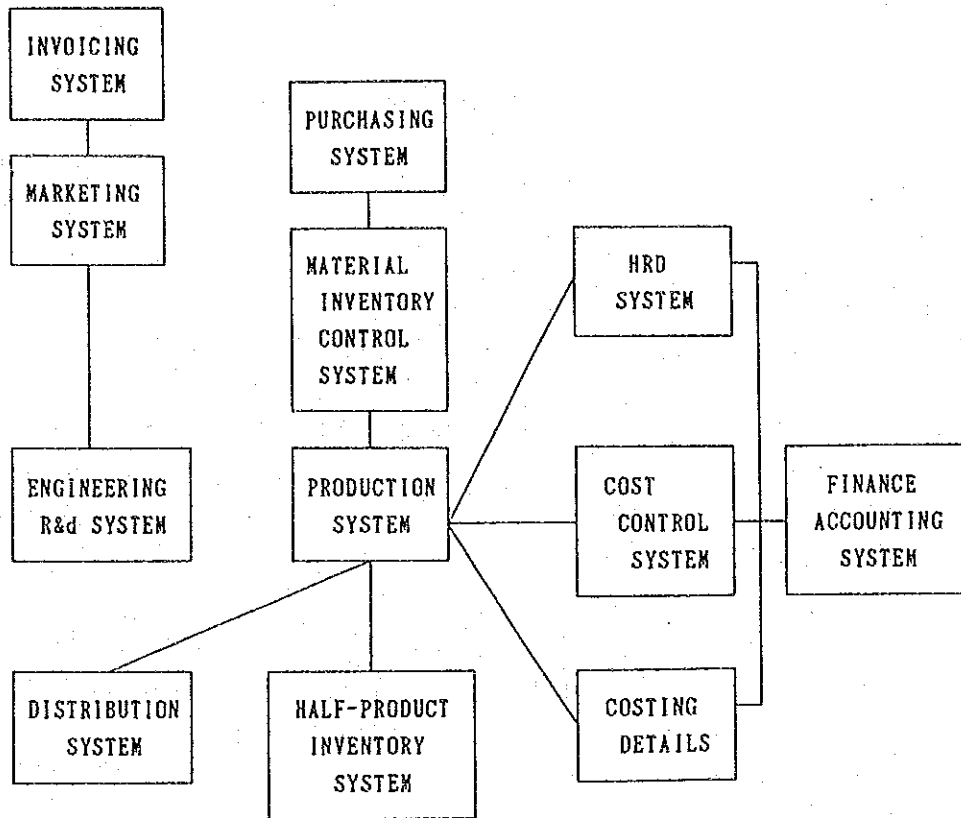 INVOICING
SYSTEM
PURCHASING
SYSTEM
MARKETING
SYSTEM
MATERIAL
INVENTORY
CONTROL
SYSTEM
HRD
SYSTEM
ENGINEERING
R&d SYSTEM
PRODUCTION
SYSTEM
COST
CONTROL
SYSTEM
FINANCE
ACCOUNTING
SYSTEM
DISTRIBUTION
SYSTEM
HALF-PRODUCT
INVENTORY
SYSTEM
COSTING
DETAILS